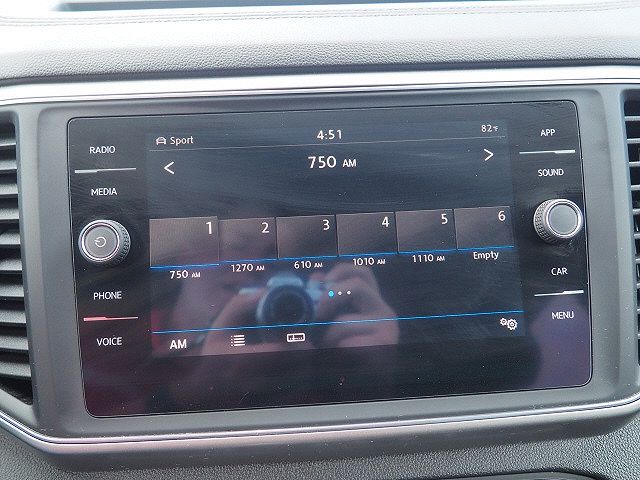 RADIO
MEDIA
PHONE
VOICE
Sport
4:51
82°F
< 750 AM >
1 2 3 4 5 6
750 AM 1270 AM 610 AM 1010 AM 1110 AM Empty
AM
APP
SOUND
CAR
MENU